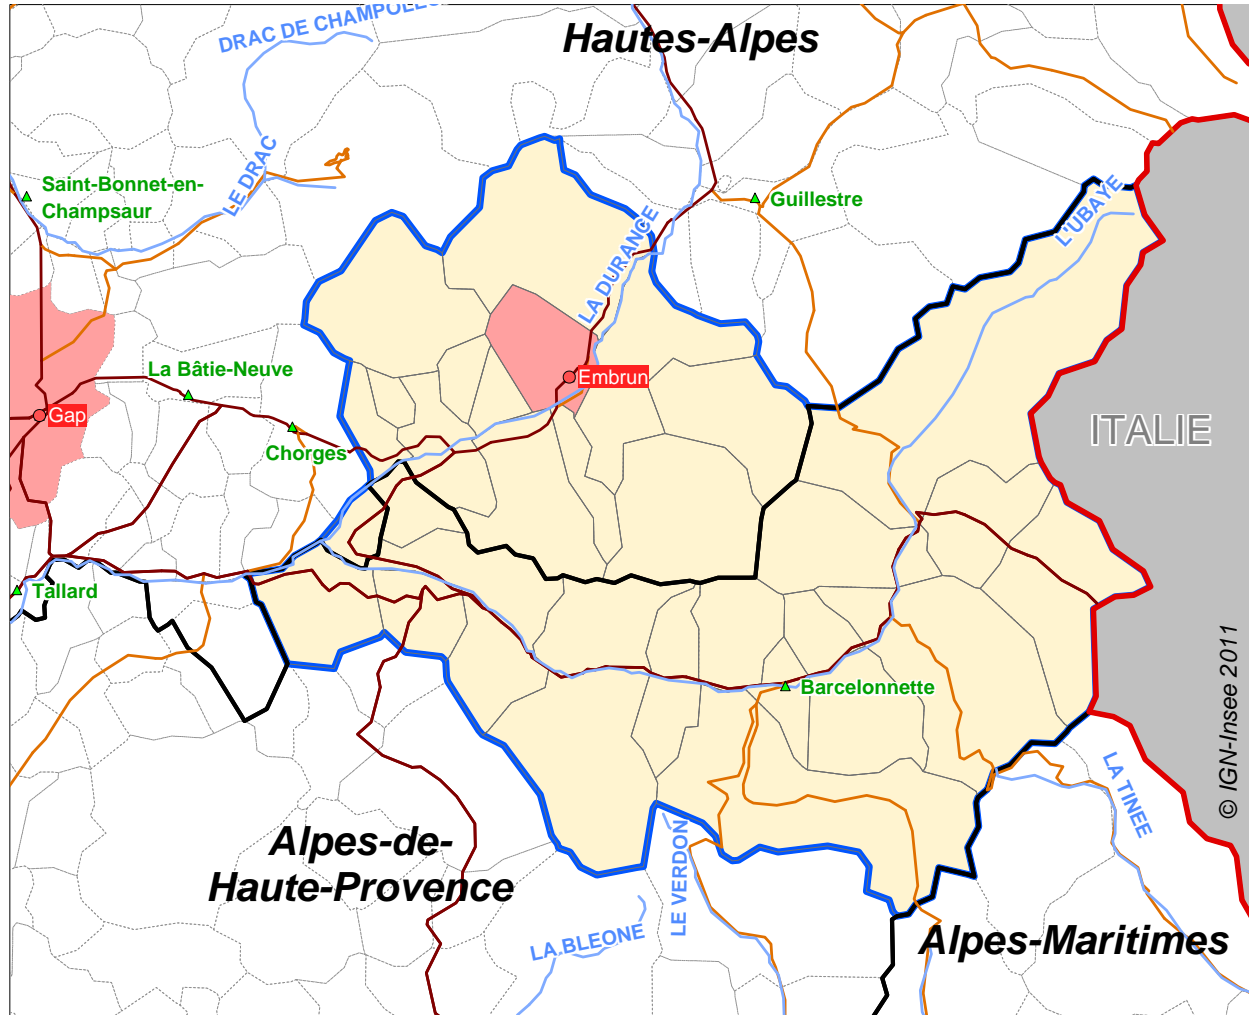 DRAC DE CHAMPOLEON
Hautes-Alpes
LE DRAC
Saint-Bonnet-en-
Champsaur
Guillestre
L'UBAYE
LA DURANCE
La Bâtie-Neuve
Embrun
Gap
ITALIE
Chorges
Tallard
Barcelonnette
© IGN-Insee 2011
LA TINEE
Alpes-de-
Haute-Provence
LE VERDON
LA BLEONE
Alpes-Maritimes